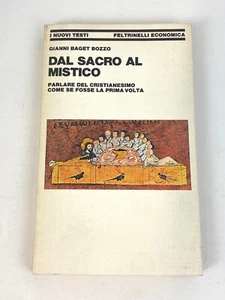 I NUOVI TESTI FELTRINELLI ECONOMICA
GIANNI BAGET BOZZO
DAL SACRO AL
MISTICO
PARLARE DEL CRISTIANESIMO
COME SE FOSSE LA PRIMA VOLTA